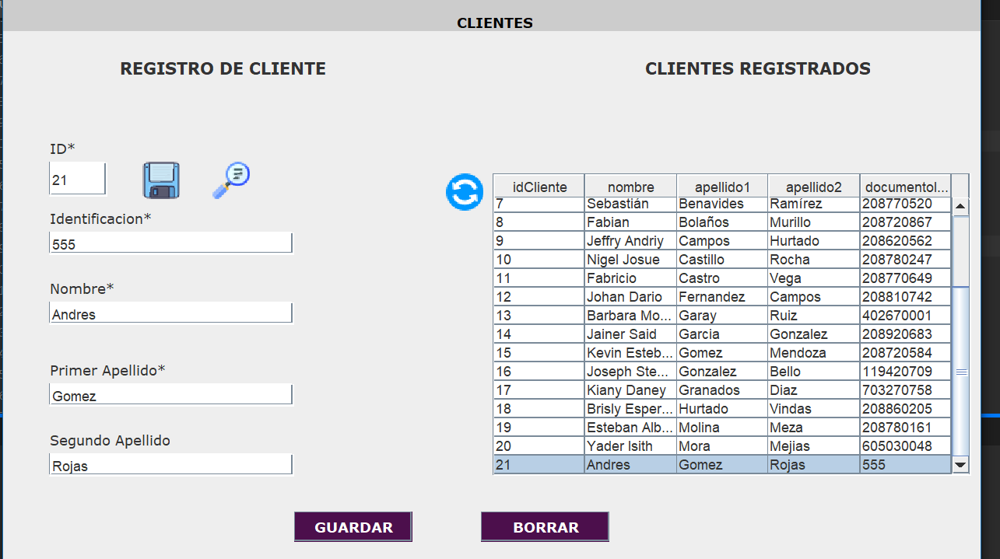 CLIENTES
REGISTRO DE CLIENTE
CLIENTES REGISTRADOS
ID*
21
Identificacion*
555
Nombre*
Andres
Primer Apellido*
Gomez
Segundo Apellido
Rojas
idCliente nombre apellido1 apellido2 documentoI...
7 Sebastián Benavides Ramírez 208770520
8 Fabian Bolaños Murillo 208720867
9 Jeffry Andriy Campos Hurtado 208620562
10 Nigel Josue Castillo Rocha 208780247
11 Fabricio Castro Vega 208770649
12 Johan Dario Fernandez Campos 208810742
13 Barbara Mo... Garay Ruiz 402670001
14 Jainer Said Garcia Gonzalez 208920683
15 Kevin Esteb... Gomez Mendoza 208720584
16 Joseph Ste... Gonzalez Bello 119420709
17 Kiany Daney Granados Diaz 703270758
18 Brisly Esper... Hurtado Vindas 208860205
19 Esteban Alb... Molina Meza 208780161
20 Yader Isith Mora Mejias 605030048
21 Andres Gomez Rojas 555
GUARDAR
BORRAR